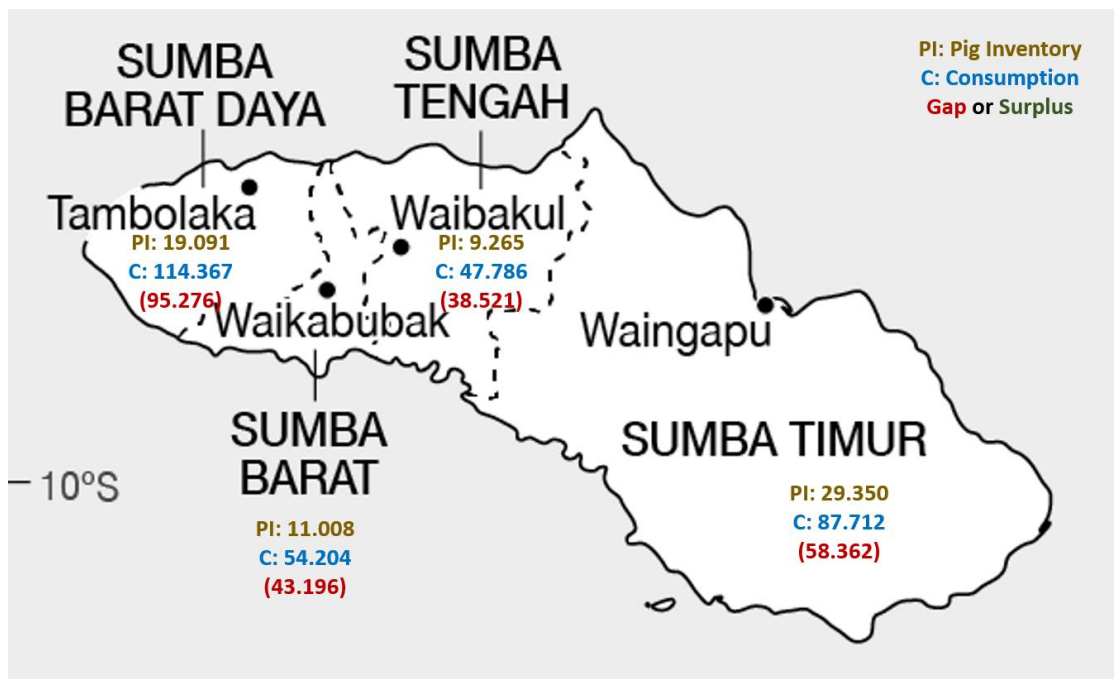 SUMBA
BARAT DAYA
SUMBA
TENGAH
PI: Pig Inventory
C: Consumption
Gap or Surplus
Tambolaka
PI: 19.091
C: 114.367
(95.276)
Waibakul
PI: 9.265
C: 47.786
(38.521)
Waikabubak
Waingapu
SUMBA
BARAT
PI: 11.008
C: 54.204
(43.196)
SUMBA TIMUR
PI: 29.350
C: 87.712
(58.362)
10ºS